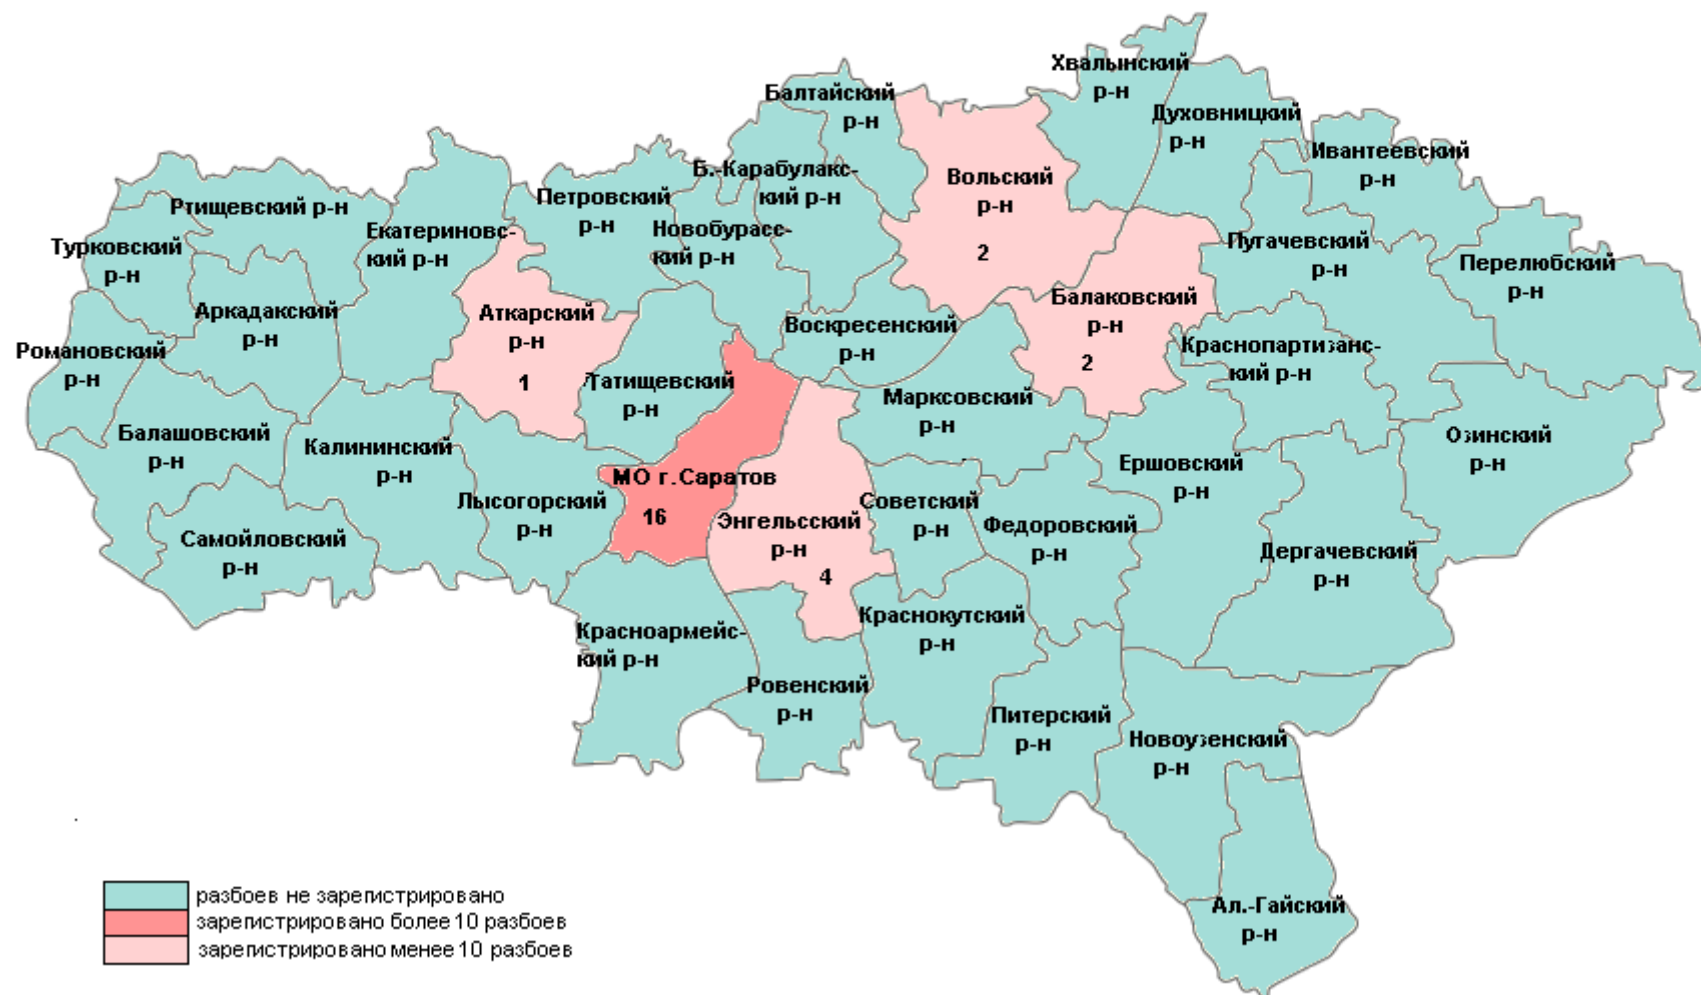 Хвалынский
р-н
Балтайский
р-н
Духовницкий
р-н
Ивантеевский
р-н
Б.-Карабулакс-
кий р-н
Вольский
р-н
2
Петровский
р-н
Ртищевский р-н
Екатериновс-
кий р-н
Новобурасс-
кий р-н
Турковский
р-н
Пугачевский
р-н
Перелюбский
р-н
Аркадакский
р-н
Аткарский
р-н
1
Балаковский
р-н
2
Воскресенский
р-н
Романовский
р-н
Краснопартизанс-
кий р-н
Татищевский
р-н
Марксовский
р-н
Балашовский
р-н
Калининский
р-н
Озинский
р-н
Ершовский
р-н
МО г.Саратов
16
Лысогорский
р-н
Советский
р-н
Энгельсский
р-н
4
Федоровский
р-н
Самойловский
р-н
Дергачевский
р-н
Краснокутский
р-н
Красноармейс-
кий р-н
Ровенский
р-н
Питерский
р-н
Новоузенский
р-н
Ал.-Гайский
р-н
разбоев не зарегистрировано
зарегистрировано более 10 разбоев
зарегистрировано менее 10 разбоев